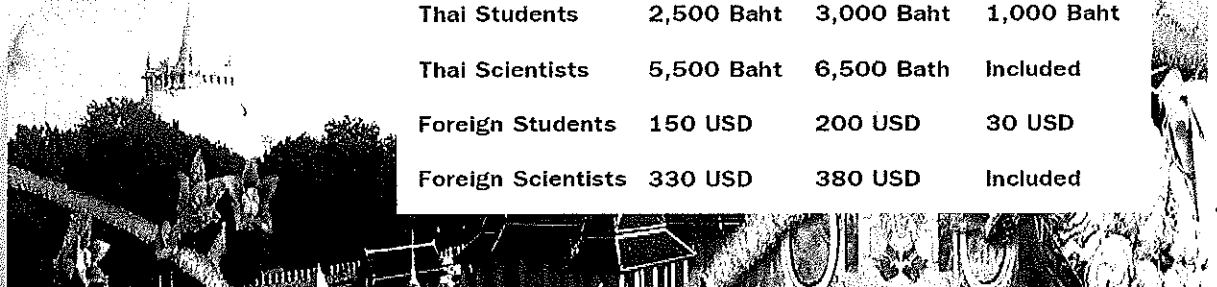 Thai Students 2,500 Baht 3,000 Baht 1,000 Baht
Thai Scientists 5,500 Baht 6,500 Bath Included
Foreign Students 150 USD 200 USD 30 USD
Foreign Scientists 330 USD 380 USD Included